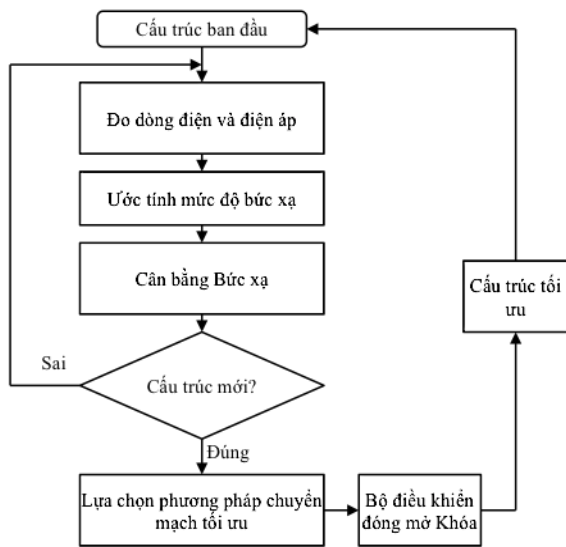 Cấu trúc ban đầu
Đo dòng điện và điện áp
Ước tính mức độ bức xạ
Cân bằng Bức xạ
Cấu trúc tối
ưu
Sai
Cấu trúc mới?
Đúng
Lựa chọn phương pháp chuyển
mạch tối ưu
Bộ điều khiển
đóng mở Khóa